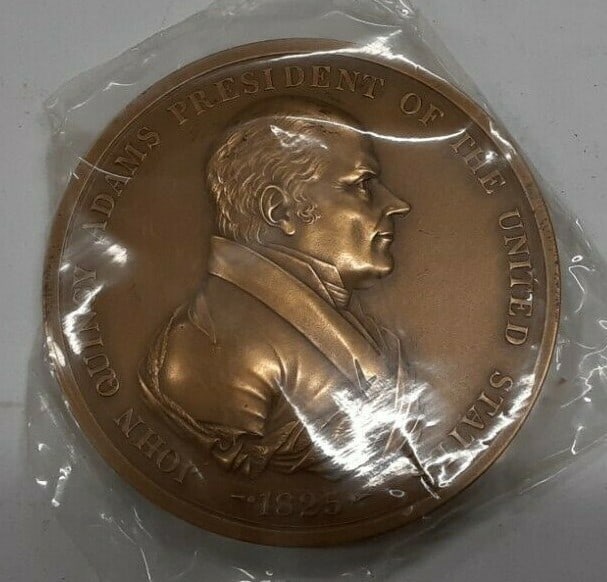 JOHN QUINCY ADAMS PRESIDENT OF THE UNITED STATES
1825